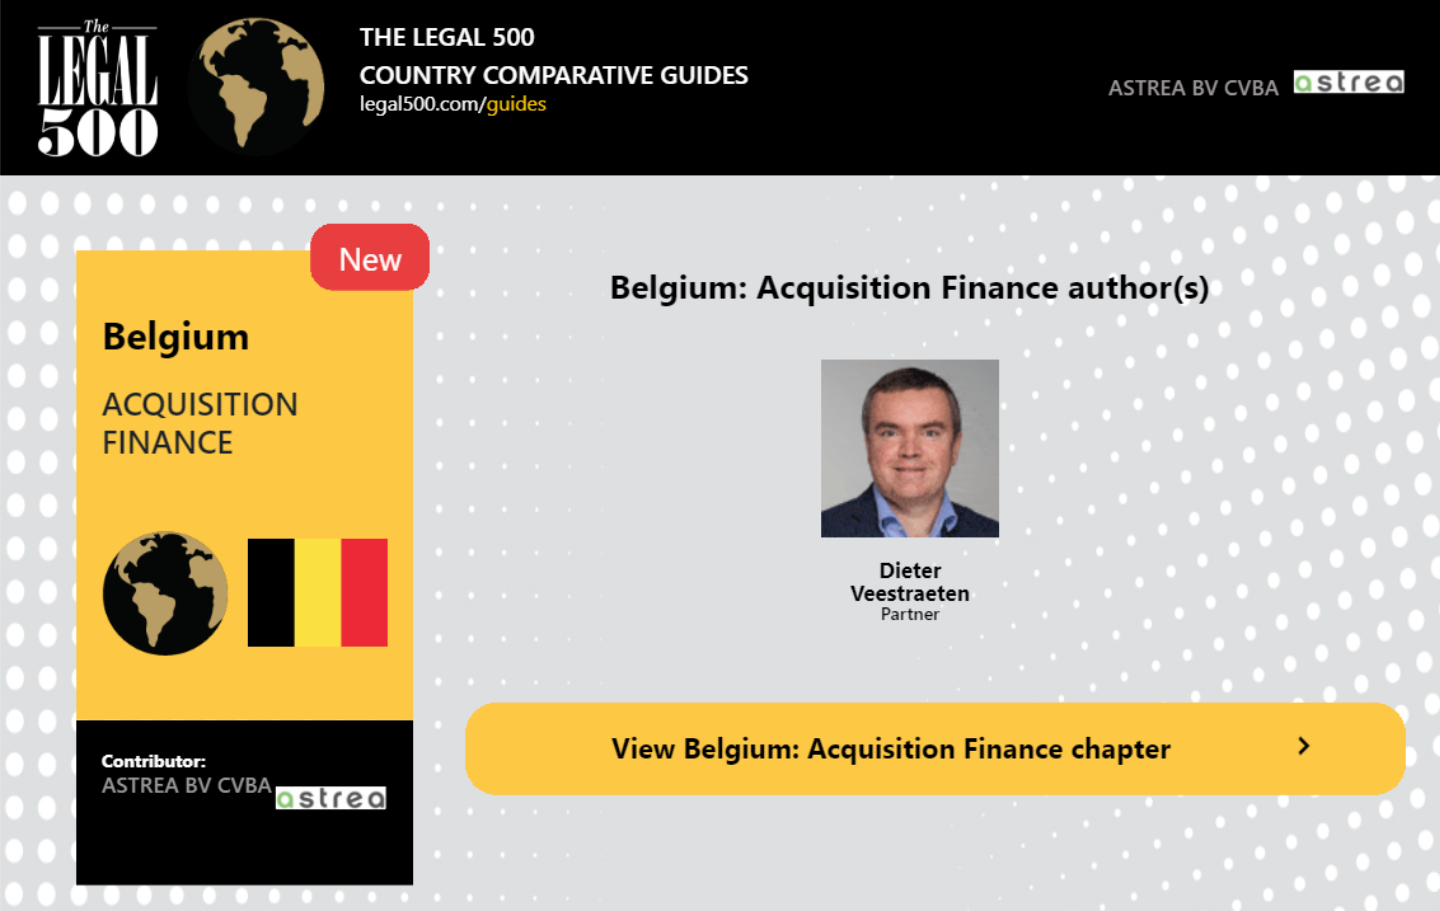 The
LEGAL
500
THE LEGAL 500
COUNTRY COMPARATIVE GUIDES
legal500.com/guides
ASTREA BV CVBA astrea
New
Belgium
ACQUISITION
FINANCE
Contributor:
ASTREA BV CVBA astrea
Belgium: Acquisition Finance author(s)
Dieter
Veestraeten
Partner
View Belgium: Acquisition Finance chapter